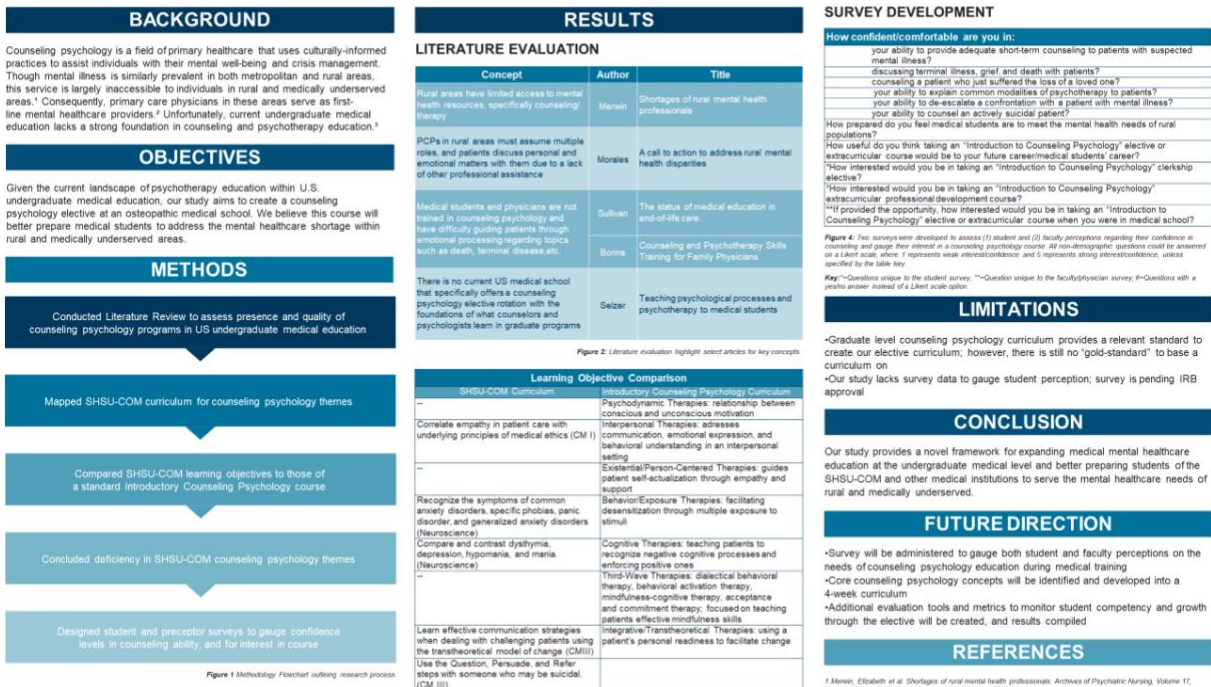 BACKGROUND
Counseling psychology is a field of primary healthcare that uses culturally-informed
practices to assist individuals with their mental well-being and crisis management.
Though mental illness is similarly prevalent in both metropolitan and rural areas,
this service is largely inaccessible to individuals in rural and medically underserved
areas.¹ Consequently, primary care physicians in these areas serve as first-
line mental healthcare providers.² Unfortunately, current undergraduate medical
education lacks a strong foundation in counseling and psychotherapy education.³
OBJECTIVES
Given the current landscape of psychotherapy education within U.S.
undergraduate medical education, our study aims to create a counseling
psychology elective at an osteopathic medical school. We believe this course will
better prepare medical students to address the mental healthcare shortage within
rural and medically underserved areas.
METHODS
Conducted Literature Review to assess presence and quality of
counseling psychology programs in US undergraduate medical education
Mapped SHSU-COM curriculum for counseling psychology themes
Compared SHSU-COM learning objectives to those of
a standard Introductory Counseling Psychology course
Concluded deficiency in SHSU-COM counseling psychology themes
Designed student and preceptor surveys to gauge confidence
levels in counseling ability, and for interest in course
Figure 1 Methodology Flowchart outlining research process
RESULTS
LITERATURE EVALUATION
Concept Author Title
Rural areas have limited access to mental
health resources, specifically counseling/
therapy
Merwin
Shortages of rural mental health
professionals
PCPs in rural areas must assume multiple
roles, and patients discuss personal and
emotional matters with them due to a lack
of other professional assistance
Morales
A call to action to address rural mental
health disparities
Medical students and physicians are not
trained in counseling psychology and
have difficulty guiding patients through
emotional processing regarding topics
such as death, terminal disease,etc.
Sullivan
The status of medical education in
end-of-life care
Borins
Counseling and Psychotherapy Skills
Training for Family Physicians
There is no current US medical school
that specifically offers a counseling
psychology elective rotation with the
foundations of what counselors and
psychologists learn in graduate programs
Selzer
Teaching psychological processes and
psychotherapy to medical students
Figure 2: Literature evaluation highlight select articles for key concepts
Learning Objective Comparison
SHSU-COM Curriculum Introductory Counseling Psychology Curriculum
--
Psychodynamic Therapies: relationship between
conscious and unconscious motivation
Correlate empathy in patient care with
underlying principles of medical ethics (CM I)
Interpersonal Therapies: adresses
communication, emotional expression, and
behavioral understanding in an interpersonal
setting
--
Existential/Person-Centered Therapies: guides
patient self-actualization through empathy and
support
Recognize the symptoms of common
anxiety disorders, specific phobias, panic
disorder, and generalized anxiety disorders
(Neuroscience)
Behavior/Exposure Therapies: facilitating
desensitization through multiple exposure to
stimuli
Compare and contrast dysthymia,
depression, hypomania, and mania.
(Neuroscience)
Cognitive Therapies: teaching patients to
recognize negative cognitive processes and
enforcing positive ones
--
Third-Wave Therapies: dialectical behavioral
therapy, behavioral activation therapy,
mindfulness-cognitive therapy, acceptance
and commitment therapy; focused on teaching
patients effective mindfulness skills
Learn effective communication strategies
when dealing with challenging patients using
the transtheoretical model of change (CMIII)
Integrative/Transtheoretical Therapies: using a
patient's personal readiness to facilitate change
Use the Question, Persuade, and Refer
steps with someone who may be suicidal.
(CM III)
SURVEY DEVELOPMENT
How confident/comfortable are you in:
your ability to provide adequate short-term counseling to patients with suspected
mental illness?
discussing terminal illness, grief, and death with patients?
counseling a patient who just suffered the loss of a loved one?
your ability to explain common modalities of psychotherapy to patients?
your ability to de-escalate a confrontation with a patient with mental illness?
your ability to counsel an actively suicidal patient?
How prepared do you feel medical students are to meet the mental health needs of rural
populations?
How useful do you think taking an "Introduction to Counseling Psychology" elective or
extracurricular course would be to your future career/medical students' career?
*How interested would you be in taking an "Introduction to Counseling Psychology" clerkship
elective?
*How interested would you be in taking an "Introduction to Counseling Psychology"
extracurricular professional development course?
**If provided the opportunity, how interested would you be in taking an "Introduction to
Counseling Psychology" elective or extracurricular course when you were in medical school?
Figure 4: Two surveys were developed to assess (1) student and (2) faculty perceptions regarding their confidence in
counseling and gauge their interest in a counseling psychology course. All non-demographic questions could be answered
on a Likert scale, where 1 represents weak interest/confidence and 5 represents strong interest/confidence, unless
specified by the table key.
Key:*=Questions unique to the student survey; **=Question unique to the faculty/physician survey; #=Questions with a
yes/no answer instead of a Likert scale option.
LIMITATIONS
•Graduate level counseling psychology curriculum provides a relevant standard to
create our elective curriculum; however, there is still no "gold-standard" to base a
curriculum on
•Our study lacks survey data to gauge student perception; survey is pending IRB
approval
CONCLUSION
Our study provides a novel framework for expanding medical mental healthcare
education at the undergraduate medical level and better preparing students of the
SHSU-COM and other medical institutions to serve the mental healthcare needs of
rural and medically underserved.
FUTURE DIRECTION
•Survey will be administered to gauge both student and faculty perceptions on the
needs of counseling psychology education during medical training
•Core counseling psychology concepts will be identified and developed into a
4-week curriculum
•Additional evaluation tools and metrics to monitor student competency and growth
through the elective will be created, and results compiled
REFERENCES
1 Merwin, Elizabeth et al. Shortages of rural mental health professionals. Archives of Psychiatric Nursing, Volume 17,